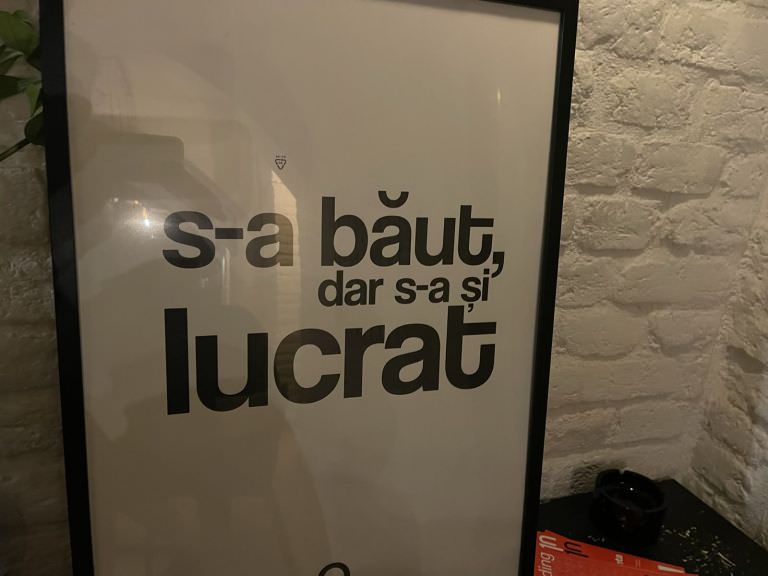 s-a băut,
dar s-a și
lucrat